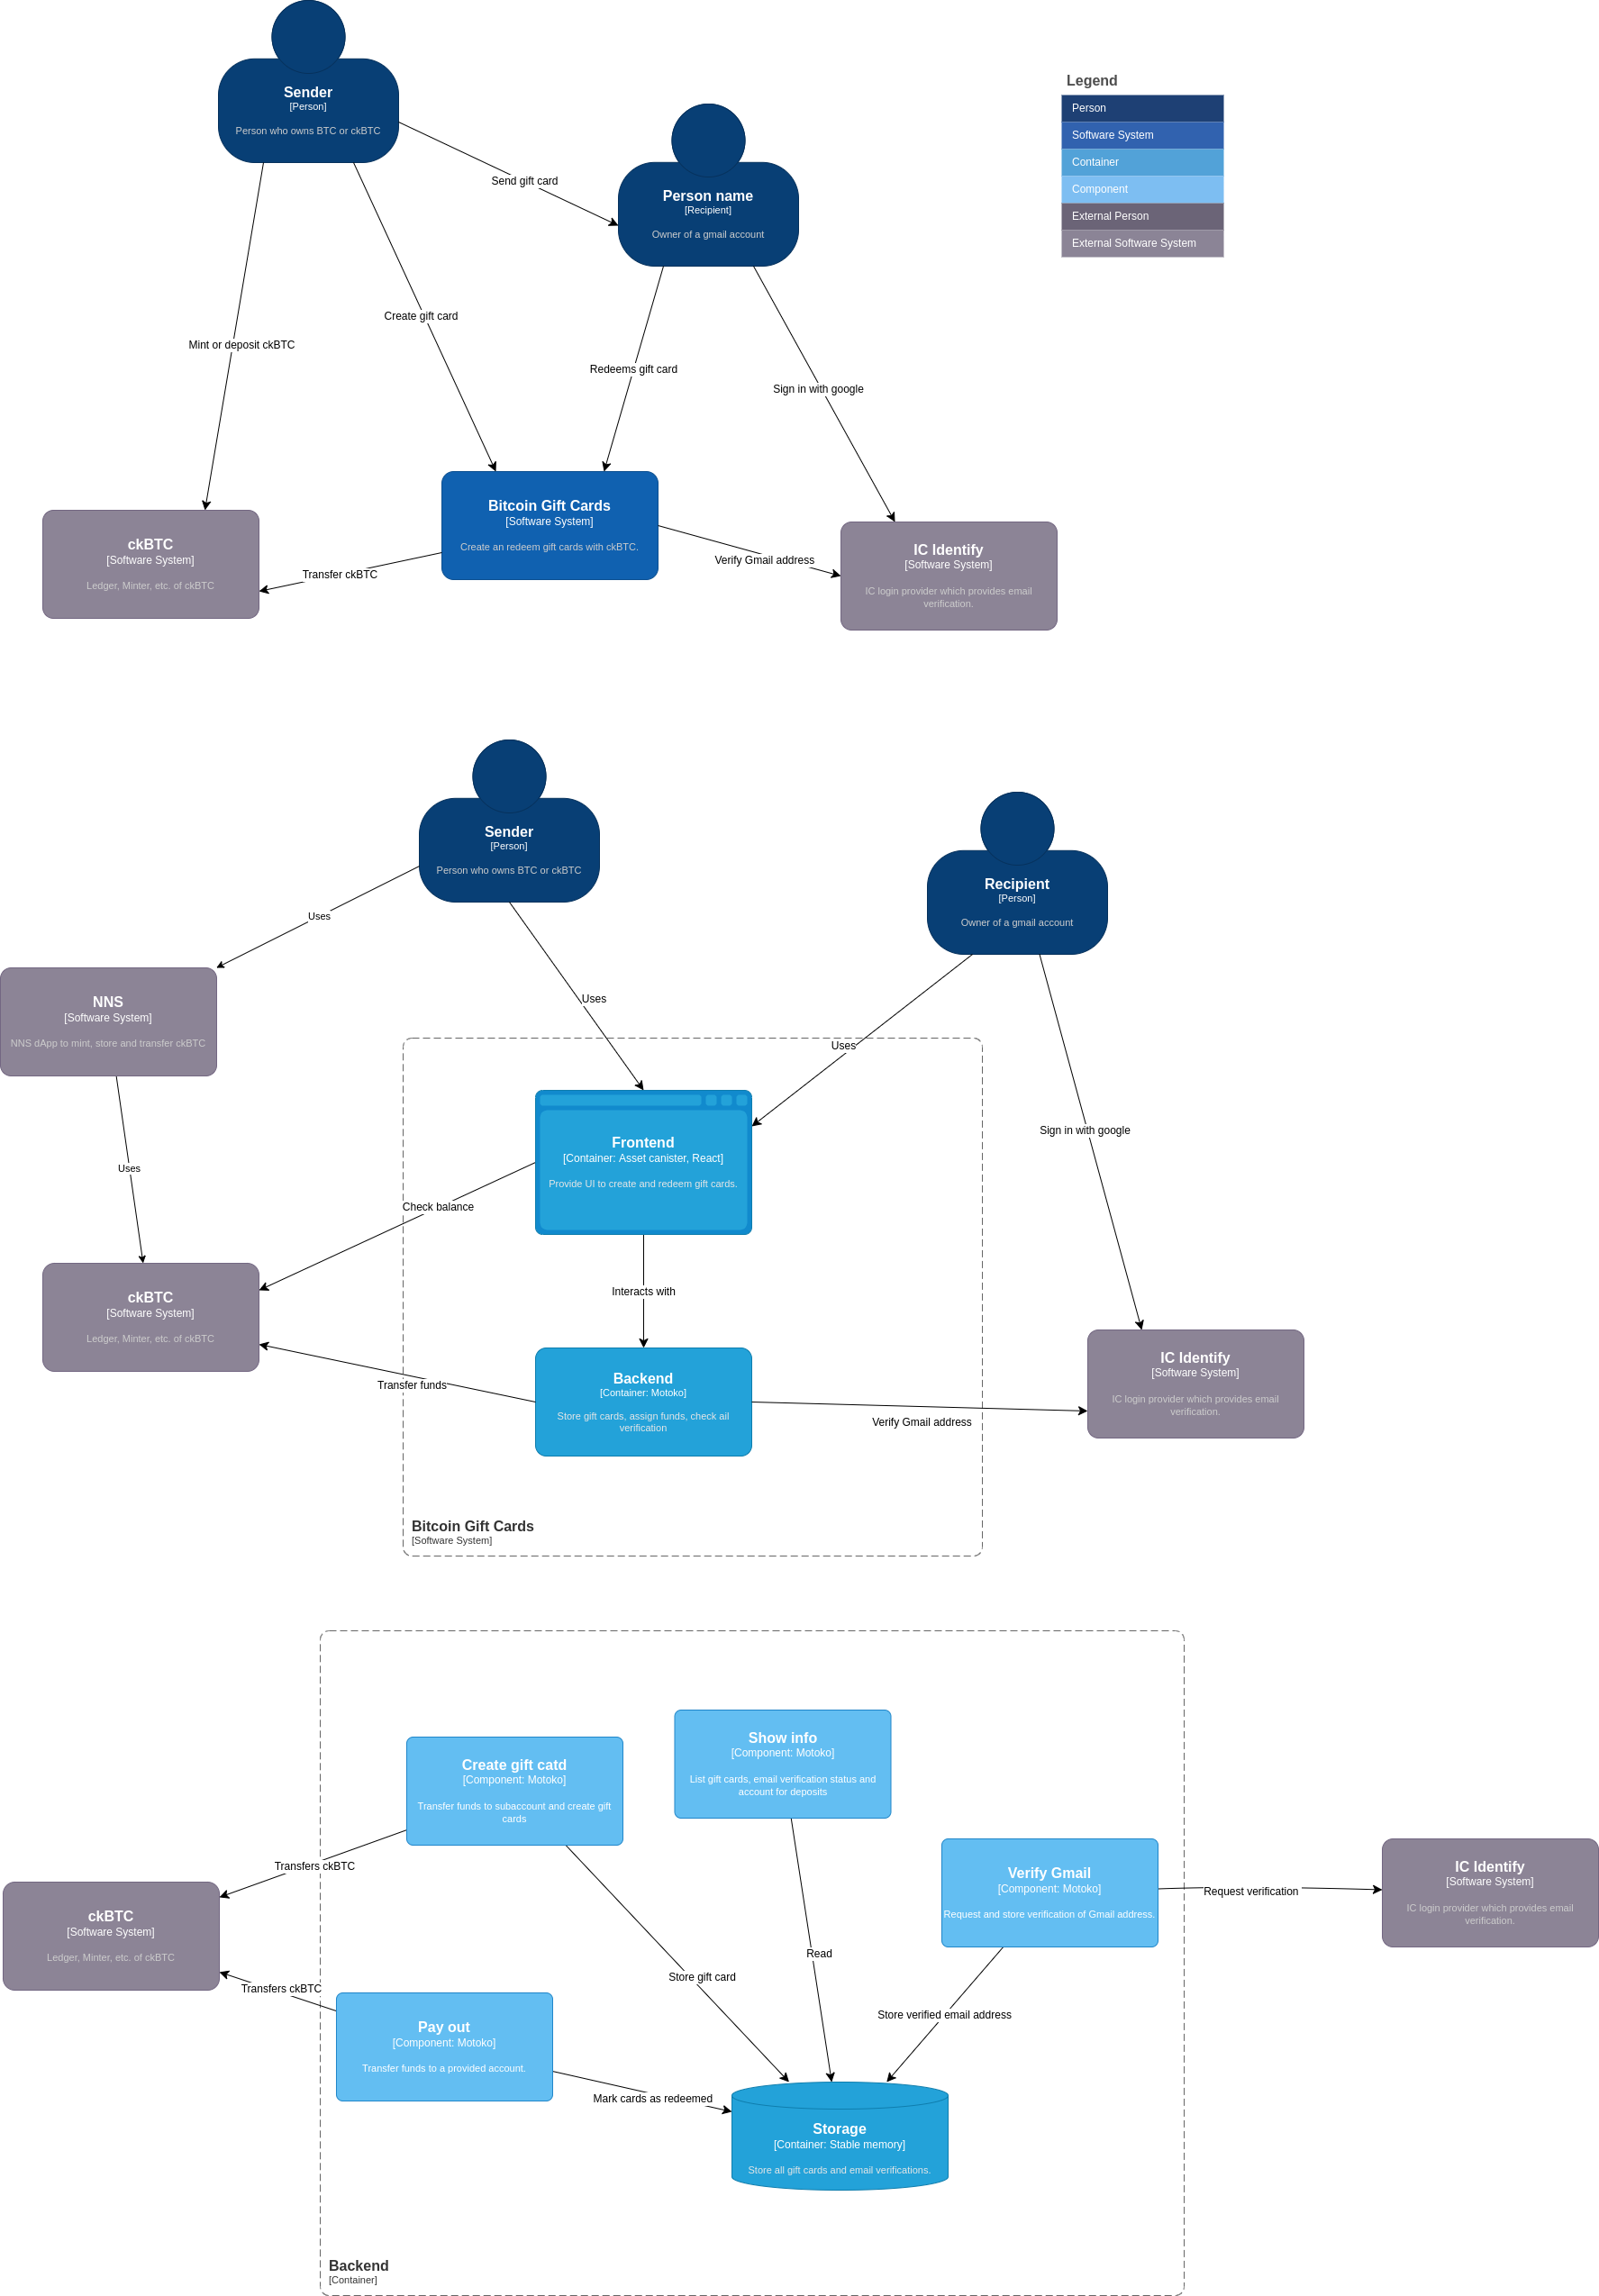 Sender
[Person]
Person who owns BTC or ckBTC
Legend
Person
Software System
Container
Component
External Person
External Software System
Send gift card
Person name
[Recipient]
Owner of a gmail account
Create gift card
Mint or deposit ckBTC
Redeems gift card
Sign in with google
Bitcoin Gift Cards
[Software System]
Create an redeem gift cards with ckBTC.
ckBTC
[Software System]
Ledger, Minter, etc. of ckBTC
Transfer ckBTC
Verify Gmail address
IC Identify
[Software System]
IC login provider which provides email
verification.
Sender
[Person]
Person who owns BTC or ckBTC
Recipient
[Person]
Owner of a gmail account
Uses
NNS
[Software System]
NNS dApp to mint, store and transfer ckBTC
Uses
Uses
Frontend
[Container: Asset canister, React]
Provide UI to create and redeem gift cards.
Sign in with google
Uses
Check balance
Interacts with
ckBTC
[Software System]
Ledger, Minter, etc. of ckBTC
Transfer funds
Backend
[Container: Motoko]
Store gift cards, assign funds, check ail
verification
Verify Gmail address
IC Identify
[Software System]
IC login provider which provides email
verification.
Bitcoin Gift Cards
[Software System]
Show info
[Component: Motoko]
List gift cards, email verification status and
account for deposits
Create gift catd
[Component: Motoko]
Transfer funds to subaccount and create gift
cards
Transfers ckBTC
Verify Gmail
[Component: Motoko]
Request and store verification of Gmail address.
Request verification
IC Identify
[Software System]
IC login provider which provides email
verification.
ckBTC
[Software System]
Ledger, Minter, etc. of ckBTC
Transfers ckBTC
Store gift card
Read
Store verified email address
Pay out
[Component: Motoko]
Transfer funds to a provided account.
Mark cards as redeemed
Storage
[Container: Stable memory]
Store all gift cards and email verifications.
Backend
[Container]